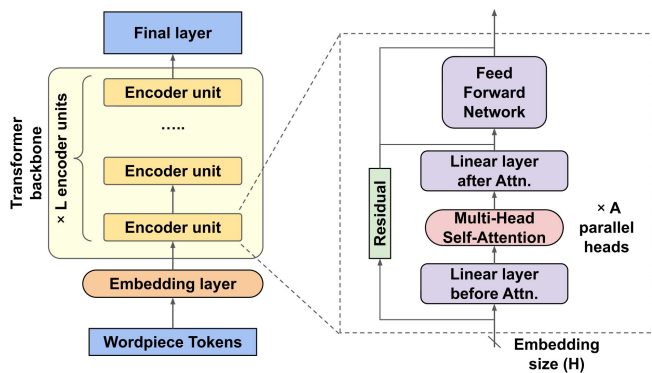 Final layer
Transformer
backbone
× L encoder units
Encoder unit
.....
Encoder unit
Encoder unit
Embedding layer
Wordpiece Tokens
Feed
Forward
Network
Linear layer
after Attn.
Residual
Multi-Head
Self-Attention
× A
parallel
heads
Linear layer
before Attn.
Embedding
size (H)